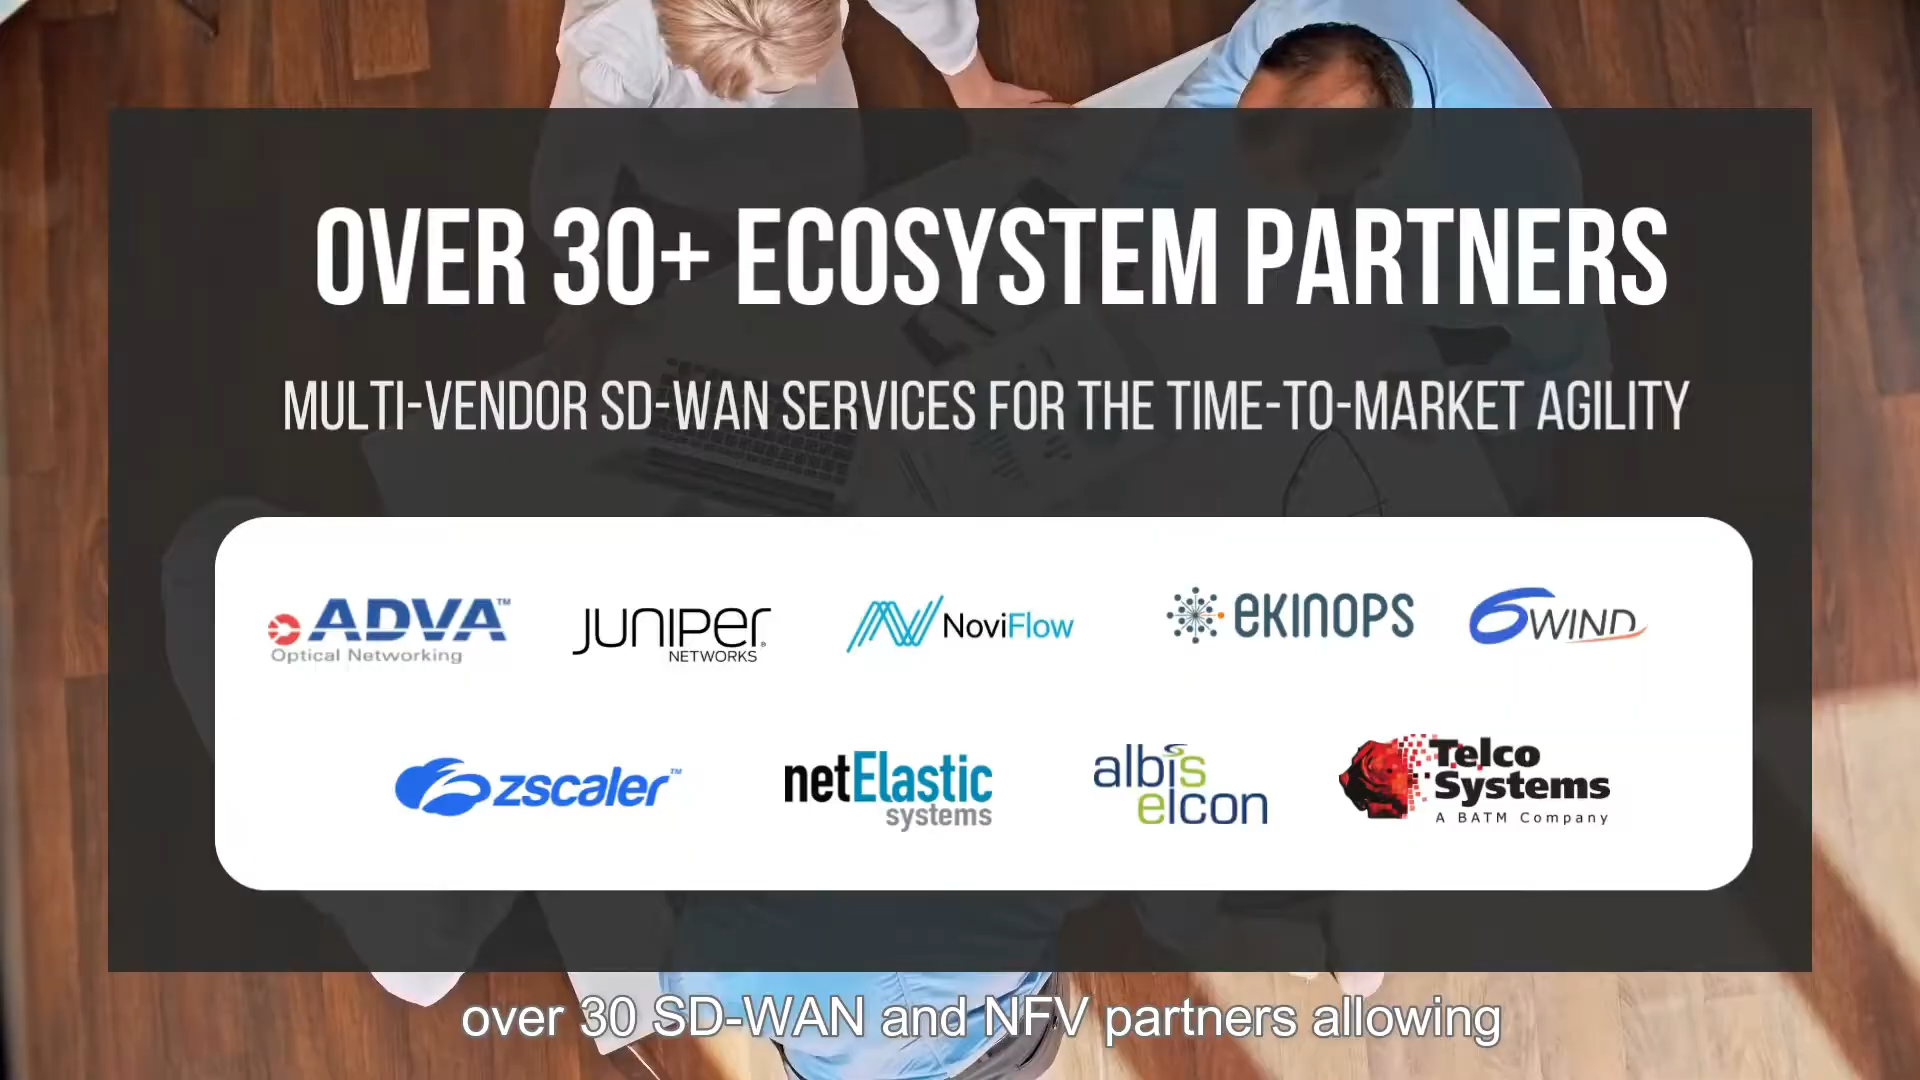 OVER 30+ ECOSYSTEM PARTNERS
MULTI-VENDOR SD-WAN SERVICES FOR THE TIME-TO-MARKET AGILITY
ADVA™
Optical Networking
JUNIPER
NETWORKS
NoviFlow
EKINOPS
6WIND
zscaler™
netElastic
systems
albis
elcon
Telco
Systems
A BATM Company
over 30 SD-WAN and NFV partners allowing